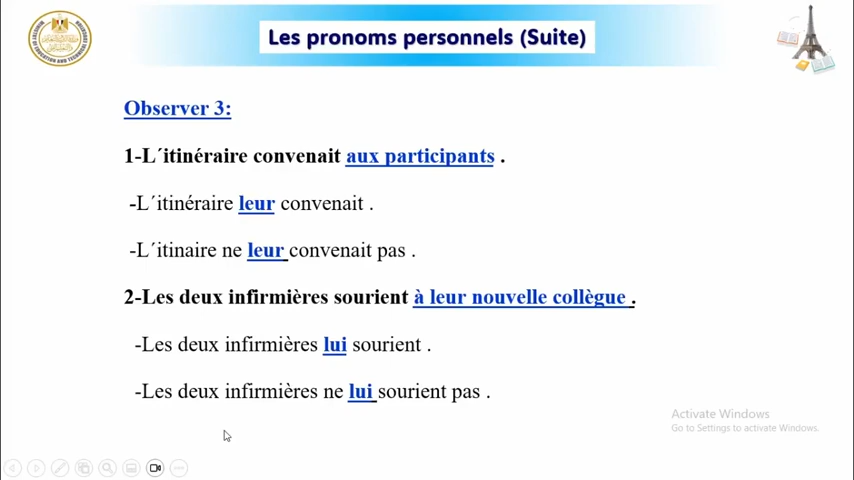 Les pronoms personnels (Suite)
Observer 3:
1-L´itinéraire convenait aux participants .
-L´itinéraire leur convenait .
-L´itinaire ne leur convenait pas .
2-Les deux infirmières sourient à leur nouvelle collègue .
-Les deux infirmières lui sourient .
-Les deux infirmières ne lui sourient pas .
Activate Windows
Go to Settings to activate Windows.